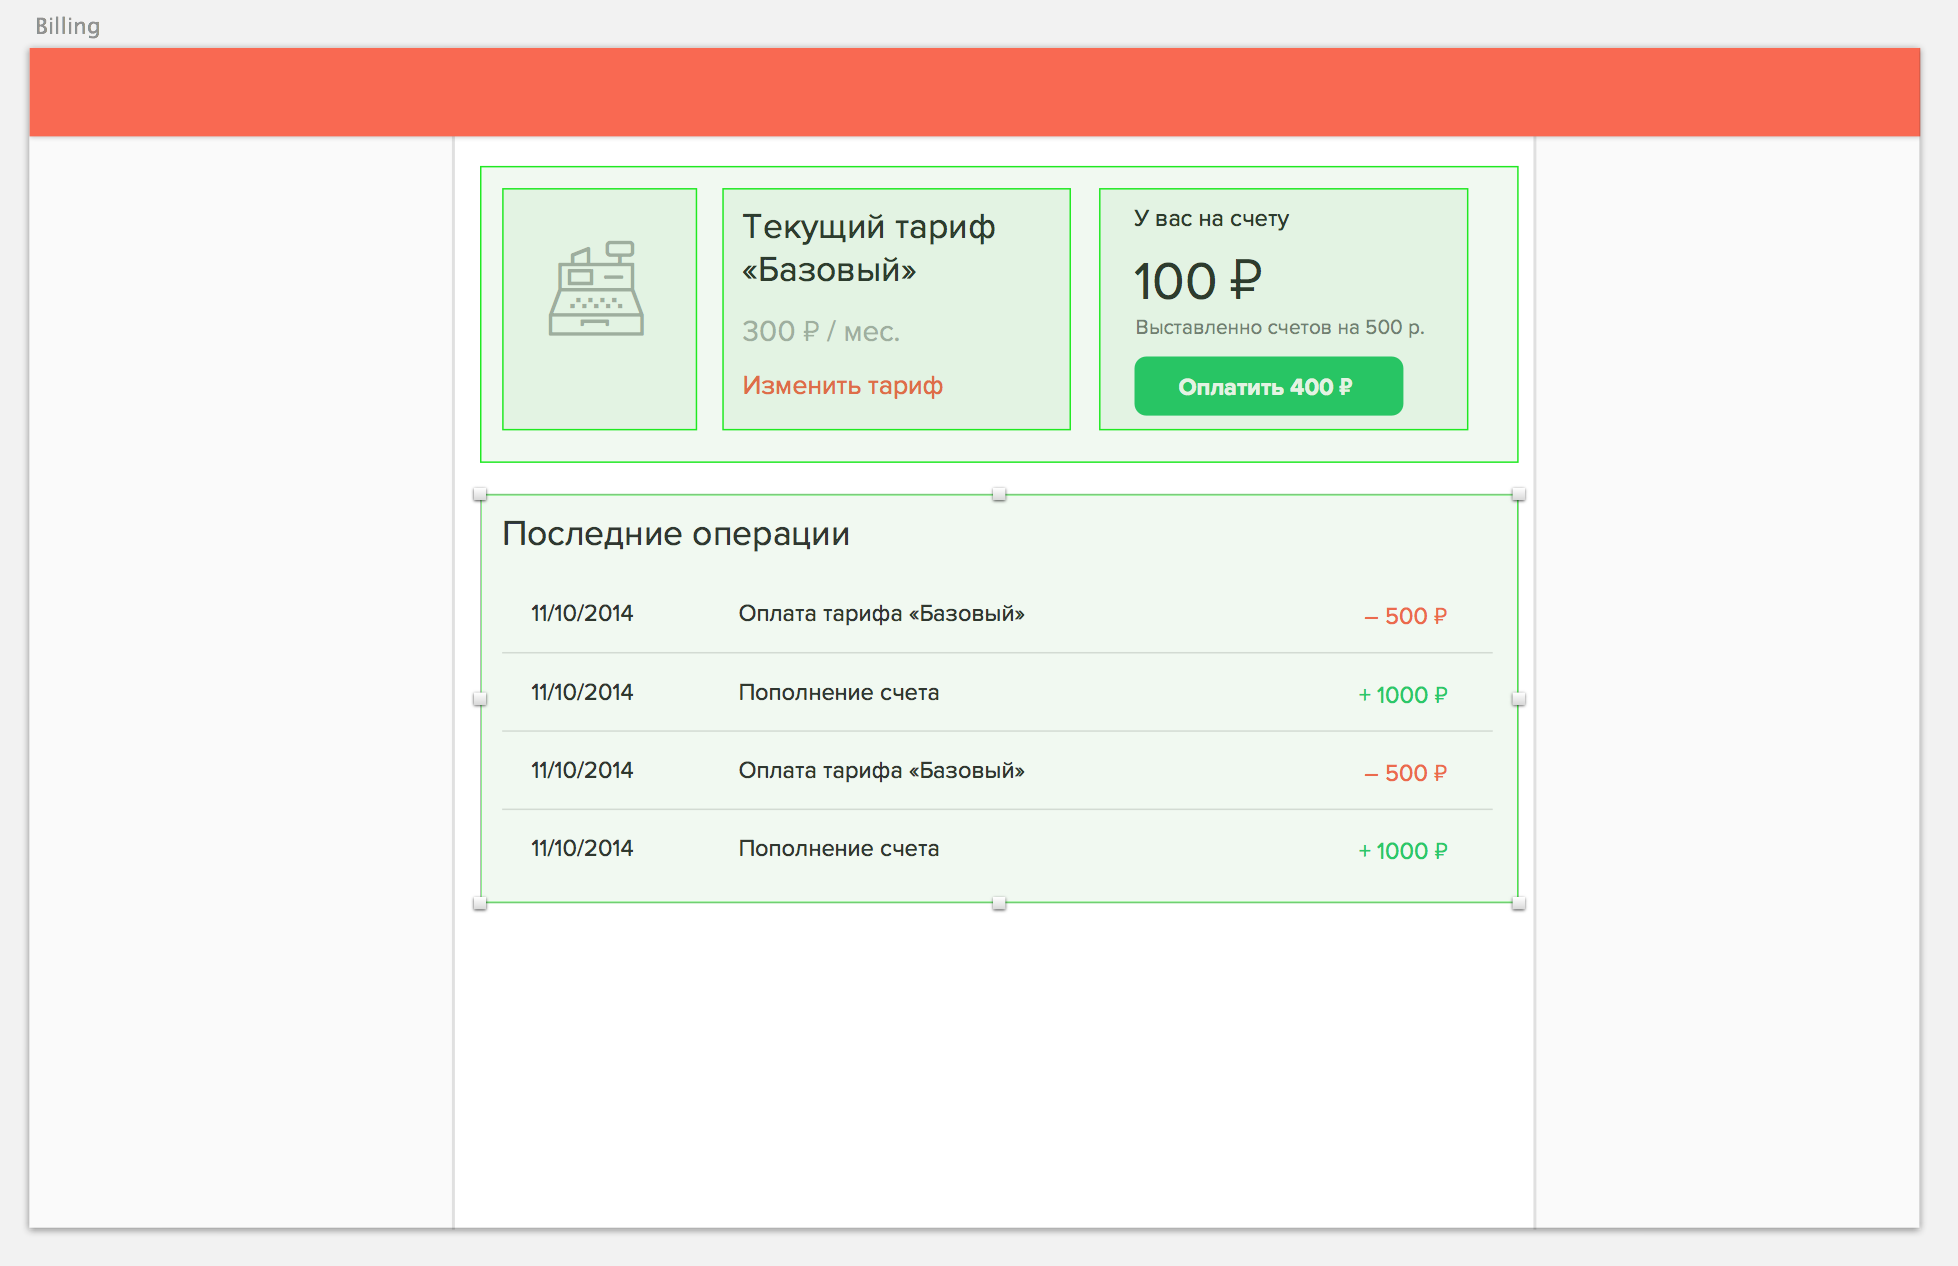 Billing
Текущий тариф
«Базовый»
300 ₽ / мес.
Изменить тариф
У вас на счету
100 ₽
Выставленно счетов на 500 р.
Оплатить 400 ₽
Последние операции
11/10/2014 Оплата тарифа «Базовый» – 500 ₽
11/10/2014 Пополнение счета + 1000 ₽
11/10/2014 Оплата тарифа «Базовый» – 500 ₽
11/10/2014 Пополнение счета + 1000 ₽